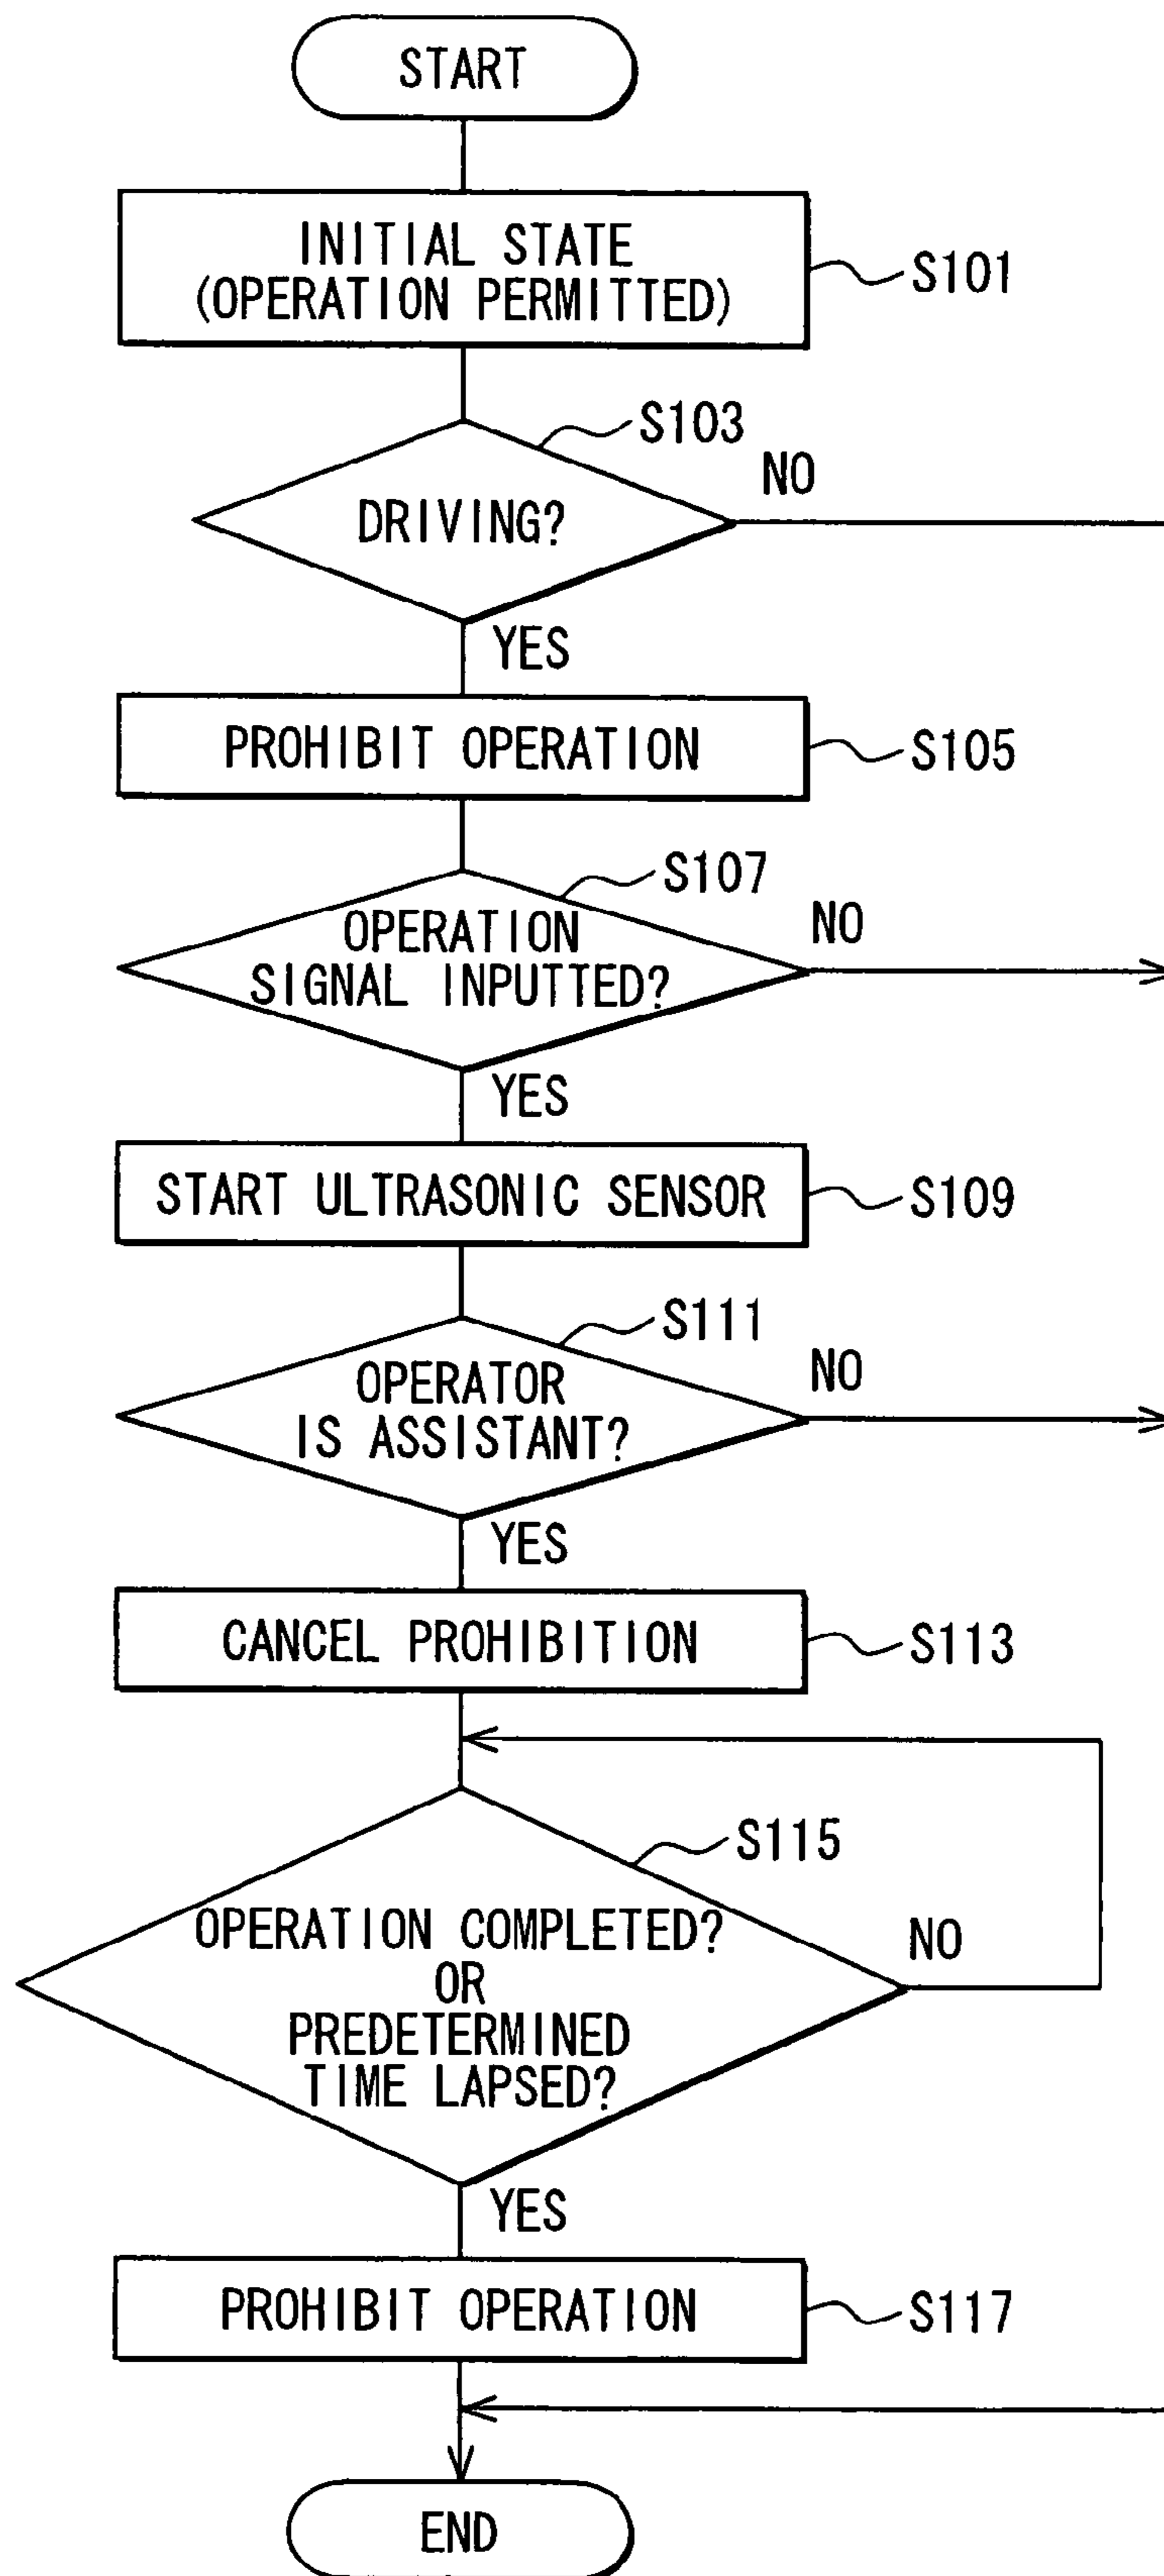 START
INITIAL STATE
(OPERATION PERMITTED)
S101
S103
DRIVING?
NO
YES
PROHIBIT OPERATION
S105
S107
OPERATION
SIGNAL INPUTTED?
NO
YES
START ULTRASONIC SENSOR
S109
S111
OPERATOR
IS ASSISTANT?
NO
YES
CANCEL PROHIBITION
S113
S115
OPERATION COMPLETED?
OR
PREDETERMINED
TIME LAPSED?
NO
YES
PROHIBIT OPERATION
S117
END